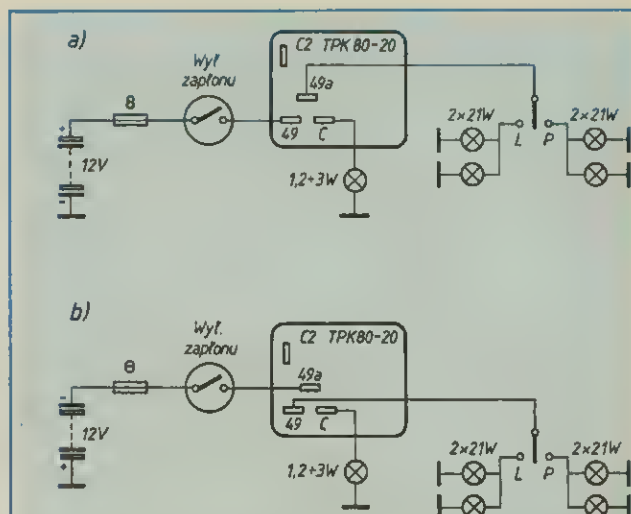 a)
C2 TPK 80-20
Wył.
zapłonu
49a
8
2×21W
2×21W
+
49
C
L
P
12V
1,2÷3W
-
b)
C2 TPK80-20
Wył.
zapłonu
49a
8
-
49
C
2×21W
2×21W
12V
L
P
+
1,2÷3W